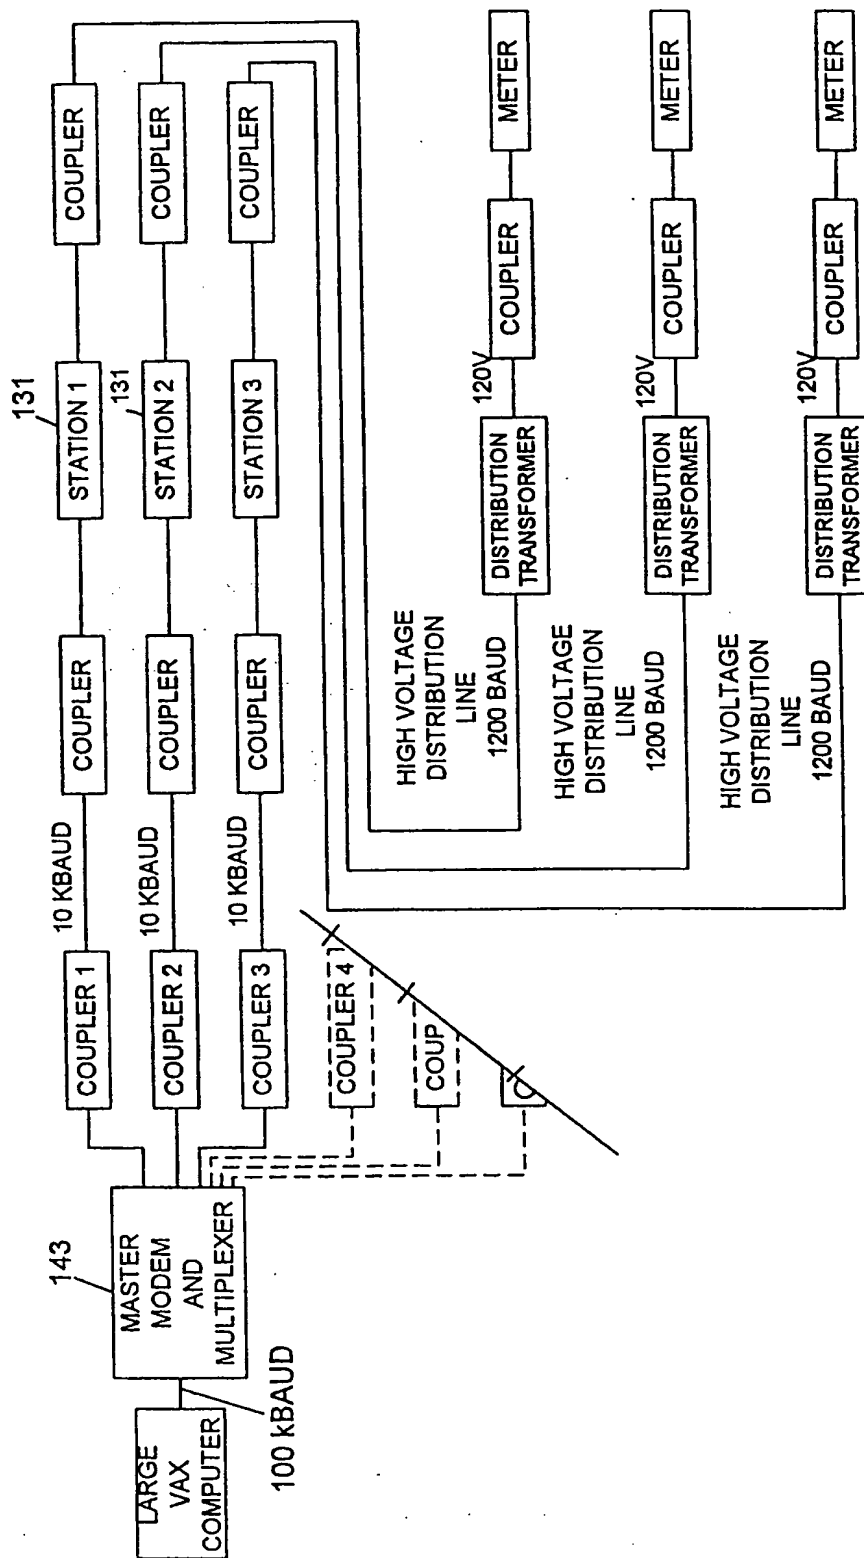 LARGE
VAX
COMPUTER
100 kBAUD
143
MASTER
MODEM
AND
MULTIPLEXER
COUPLER 1
10 KBAUD
COUPLER
131
STATION 1
COUPLER
COUPLER 2
10 KBAUD
COUPLER
131
STATION 2
COUPLER
COUPLER 3
10 KBAUD
COUPLER
STATION 3
COUPLER
COUPLER 4
COUP
C
HIGH VOLTAGE
DISTRIBUTION
LINE
1200 BAUD
DISTRIBUTION
TRANSFORMER
120V
COUPLER
METER
HIGH VOLTAGE
DISTRIBUTION
LINE
1200 BAUD
DISTRIBUTION
TRANSFORMER
120V
COUPLER
METER
HIGH VOLTAGE
DISTRIBUTION
LINE
1200 BAUD
DISTRIBUTION
TRANSFORMER
120V
COUPLER
METER